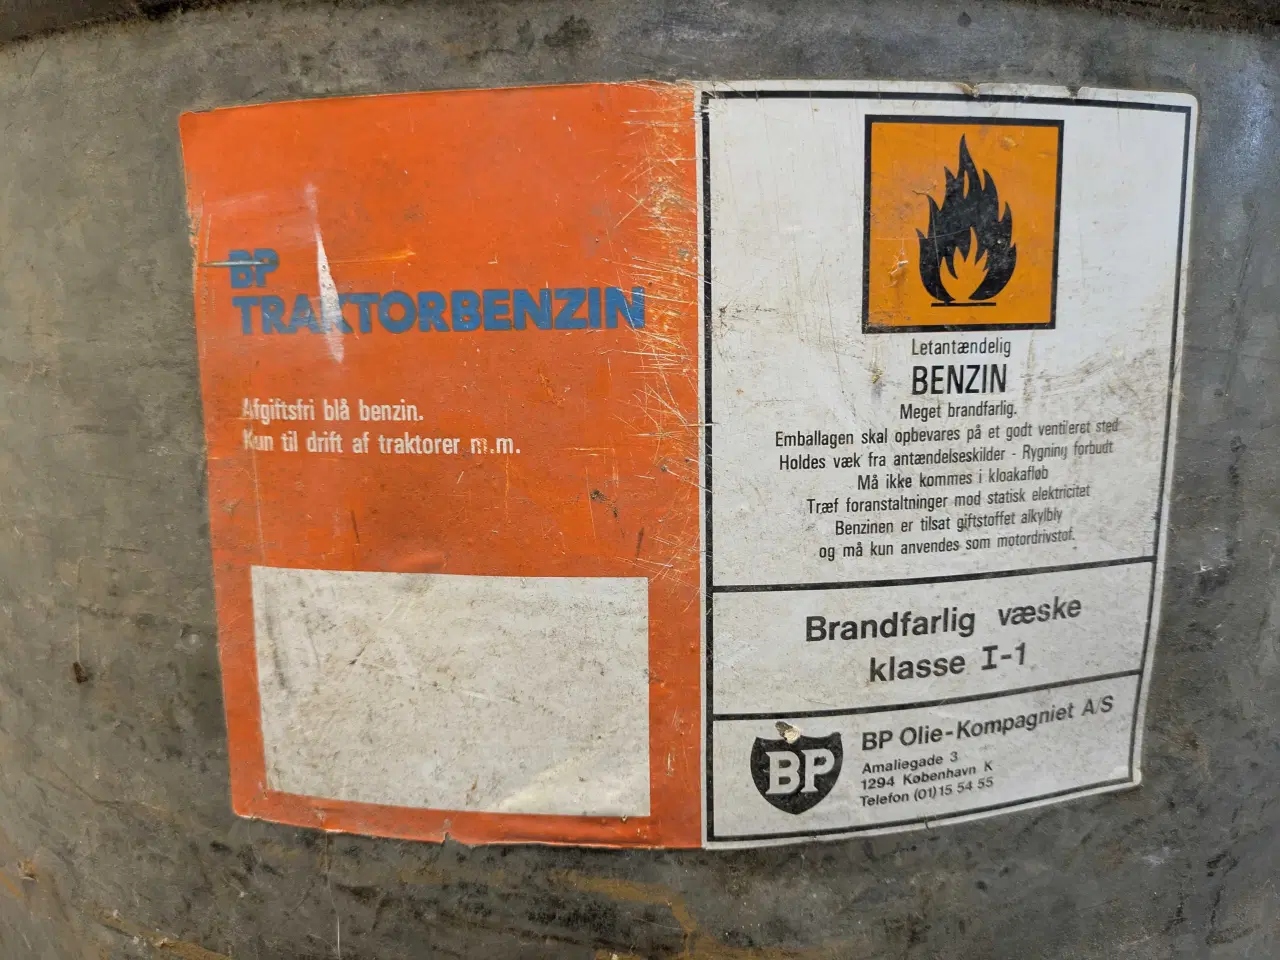 BP
TRAKTORBENZIN
Afgiftsfri blå benzin.
Kun til drift af traktorer m.m.
Letantændelig
BENZIN
Meget brandfarlig.
Emballagen skal opbevares på et godt ventileret sted
Holdes væk fra antændelseskilder - Rygning forbudt
Må ikke kommes i kloakafløb
Træf foranstaltninger mod statisk elektricitet
Benzinen er tilsat giftstoffet alkylbly
og må kun anvendes som motordrivstof.
Brandfarlig væske
klasse I-1
BP
BP Olie-Kompagniet A/S
Amaliegade 3
1294 København K
Telefon (01)15 54 55